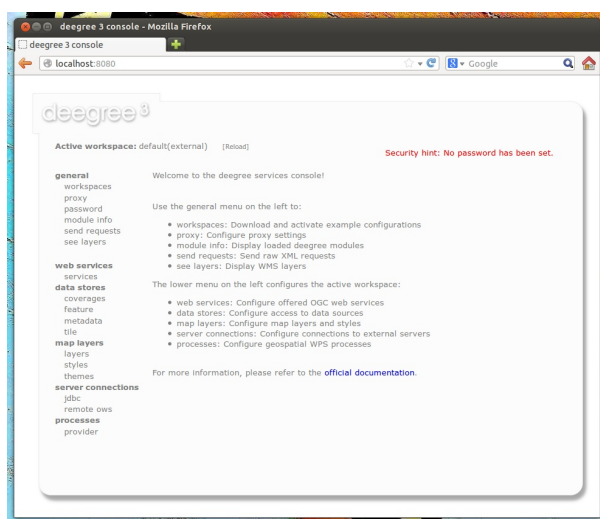 deegree 3 console - Mozilla Firefox
deegree 3 console
localhost:8080
Google
deegree 3
Active workspace: default(external) [Reload]
Security hint: No password has been set.
general
workspaces
proxy
password
module info
send requests
see layers
web services
services
data stores
coverages
feature
metadata
tile
map layers
layers
styles
themes
server connections
jdbc
remote ows
processes
provider
Welcome to the deegree services console!
Use the general menu on the left to:
• workspaces: Download and activate example configurations
• proxy: Configure proxy settings
• module info: Display loaded deegree modules
• send requests: Send raw XML requests
• see layers: Display WMS layers
The lower menu on the left configures the active workspace:
• web services: Configure offered OGC web services
• data stores: Configure access to data sources
• map layers: Configure map layers and styles
• server connections: Configure connections to external servers
• processes: Configure geospatial WPS processes
For more information, please refer to the official documentation.